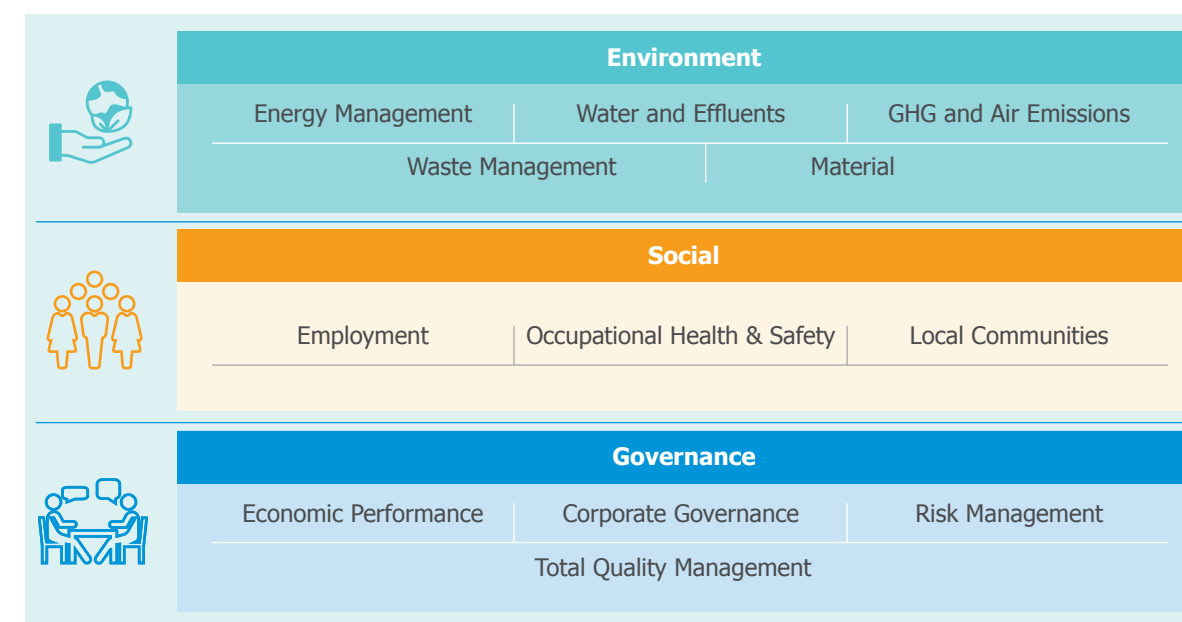 Environment
Energy Management Water and Effluents GHG and Air Emissions
Waste Management Material
Social
Employment Occupational Health & Safety Local Communities
Governance
Economic Performance Corporate Governance Risk Management
Total Quality Management